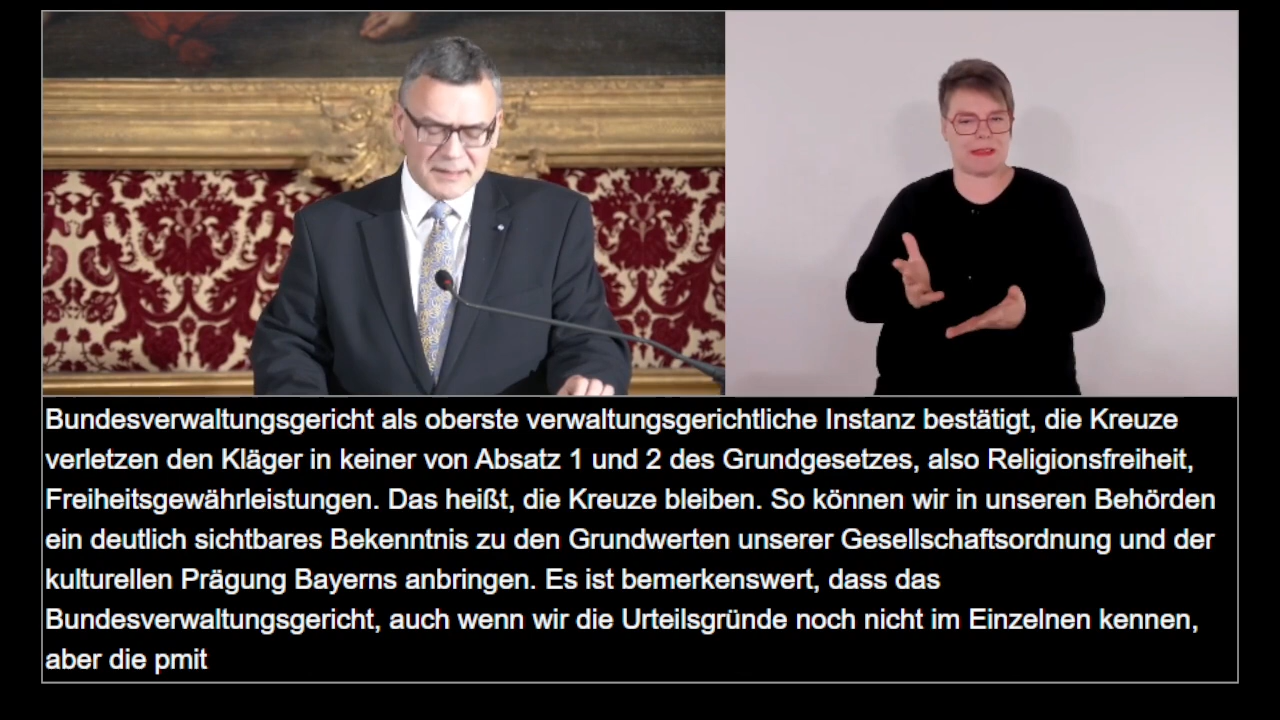 Bundesverwaltungsgericht als oberste verwaltungsgerichtliche Instanz bestätigt, die Kreuze
verletzen den Kläger in keiner von Absatz 1 und 2 des Grundgesetzes, also Religionsfreiheit,
Freiheitsgewährleistungen. Das heißt, die Kreuze bleiben. So können wir in unseren Behörden
ein deutlich sichtbares Bekenntnis zu den Grundwerten unserer Gesellschaftsordnung und der
kulturellen Prägung Bayerns anbringen. Es ist bemerkenswert, dass das
Bundesverwaltungsgericht, auch wenn wir die Urteilsgründe noch nicht im Einzelnen kennen,
aber die pmit